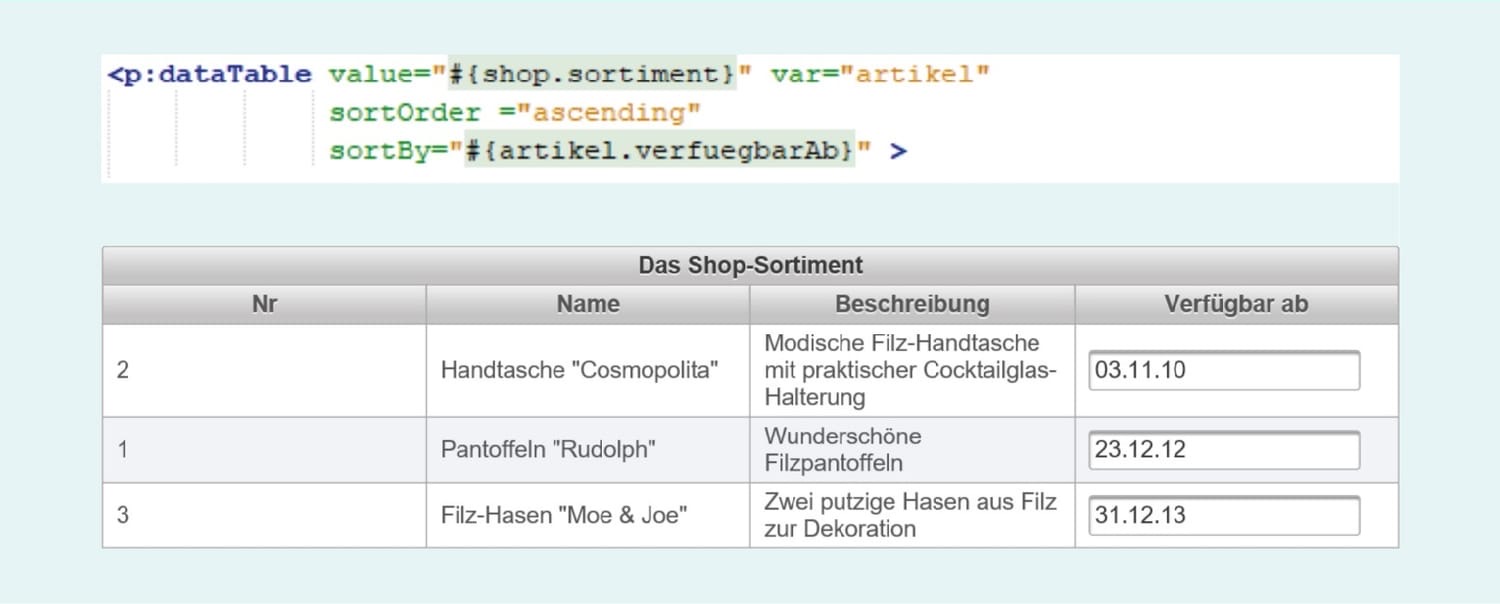 <p:dataTable value="#{shop.sortiment}" var="artikel"
sortOrder ="ascending"
sortBy="#{artikel.verfuegbarAb}" >
Das Shop-Sortiment
Nr Name Beschreibung Verfügbar ab
2 Handtasche "Cosmopolita" Modische Filz-Handtasche
mit praktischer Cocktailglas-
Halterung 03.11.10
1 Pantoffeln "Rudolph" Wunderschöne
Filzpantoffeln 23.12.12
3 Filz-Hasen "Moe & Joe" Zwei putzige Hasen aus Filz
zur Dekoration 31.12.13